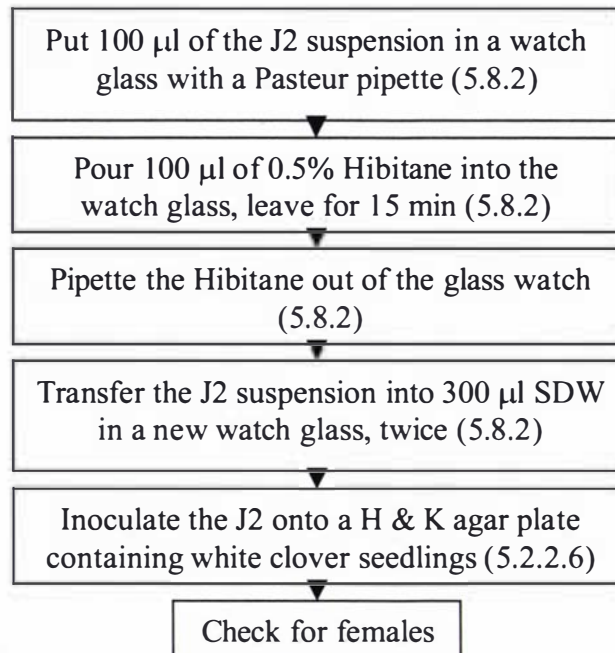 Put 100 µl of the J2 suspension in a watch
glass with a Pasteur pipette (5.8.2)
Pour 100 µl of 0.5% Hibitane into the
watch glass, leave for 15 min (5.8.2)
Pipette the Hibitane out of the glass watch
(5.8.2)
Transfer the J2 suspension into 300 µl SDW
in a new watch glass, twice (5.8.2)
Inoculate the J2 onto a H & K agar plate
containing white clover seedlings (5.2.2.6)
Check for females